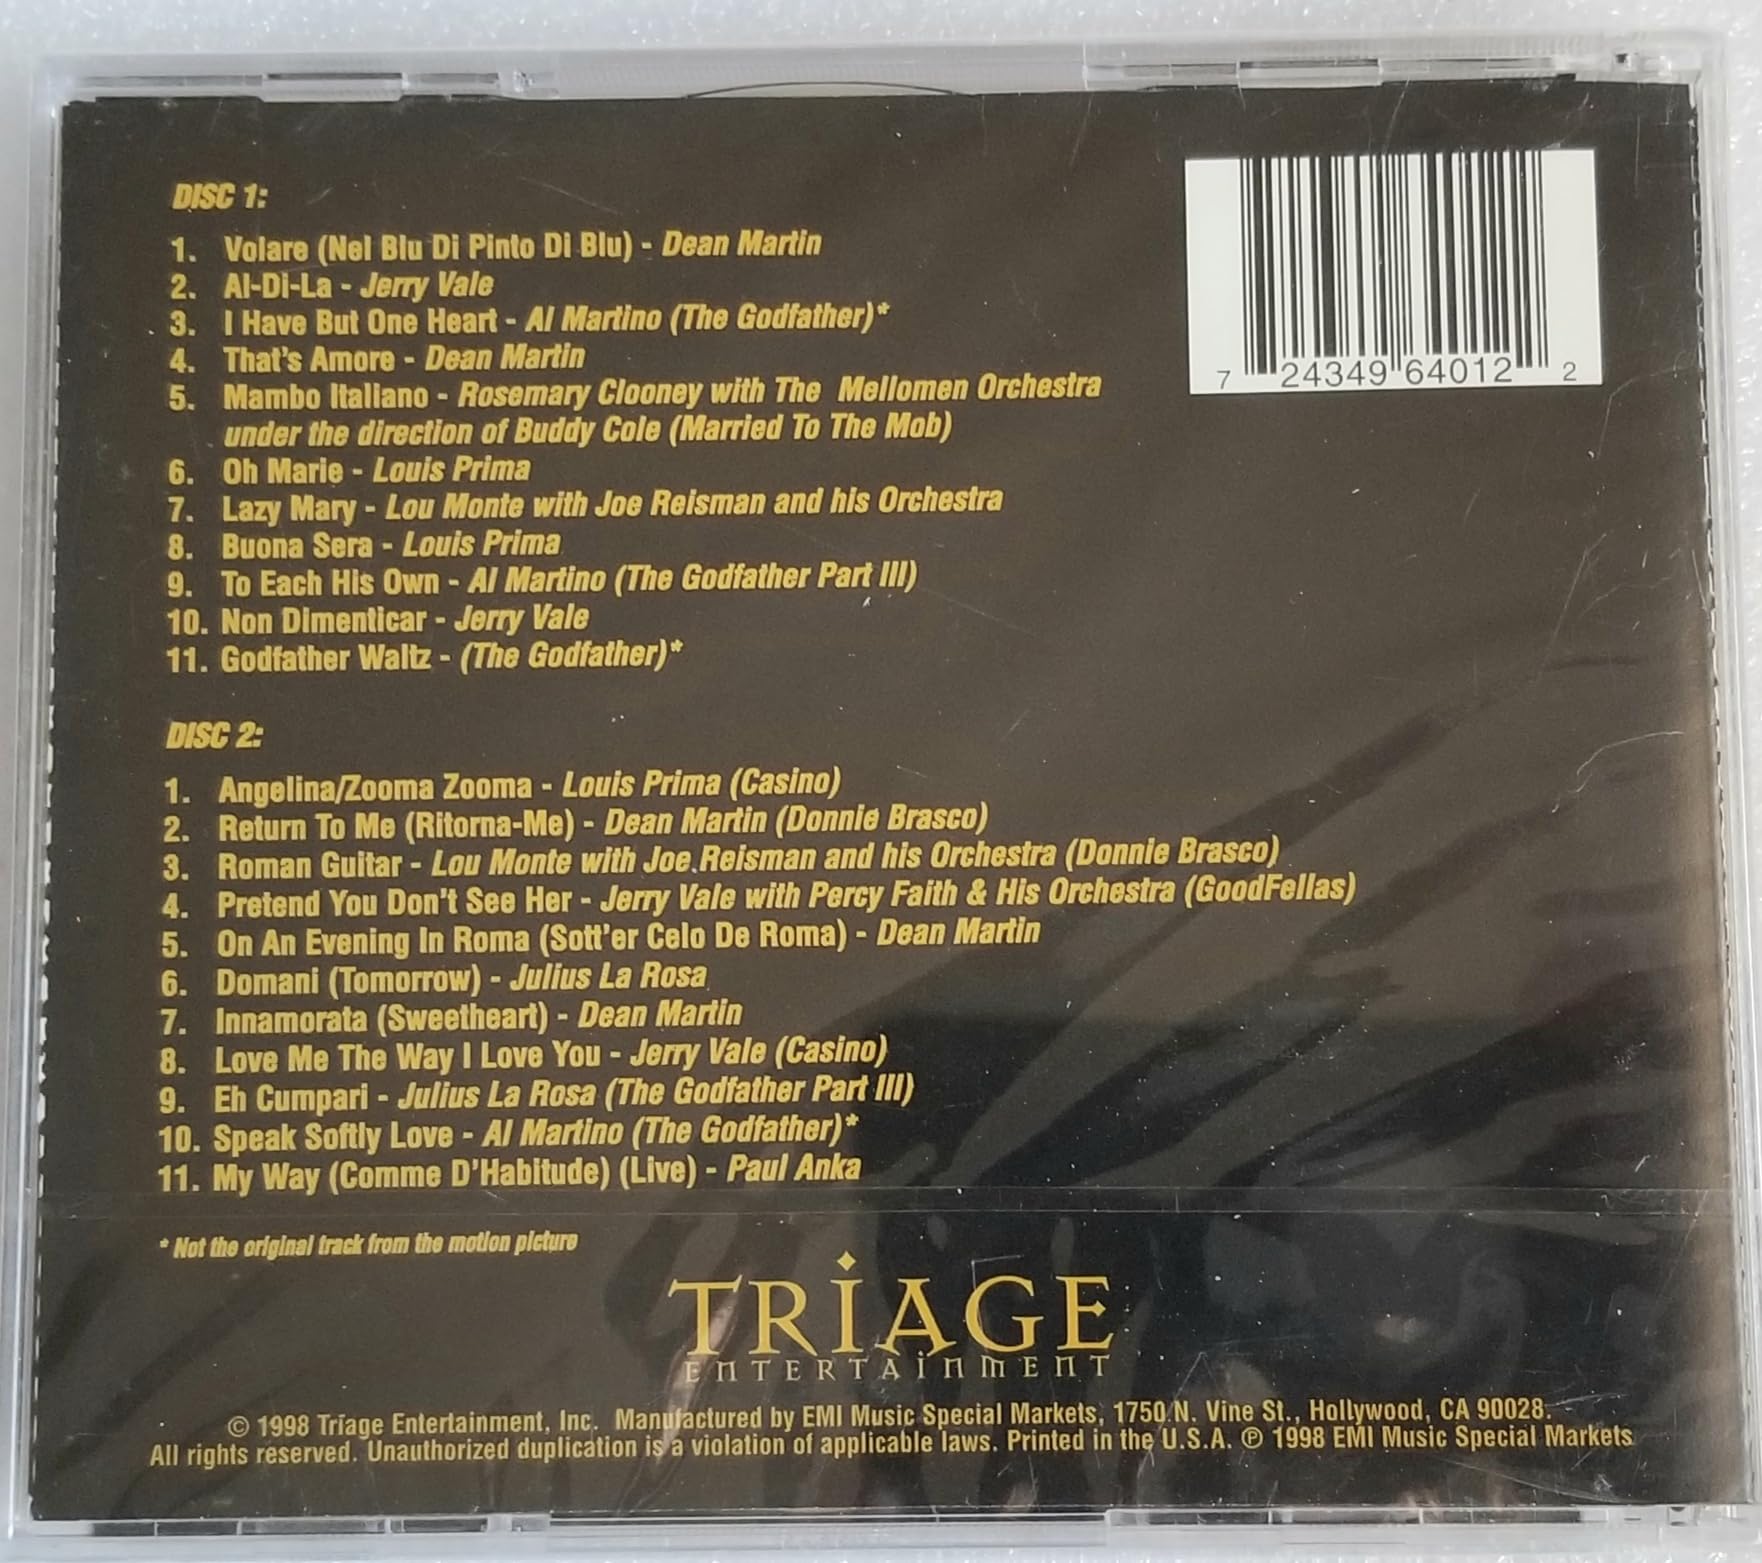 DISC 1:
1. Volare (Nel Blu Di Pinto Di Blu) - Dean Martin
2. Al-Di-La - Jerry Vale
3. I Have But One Heart - Al Martino (The Godfather)*
4. That's Amore - Dean Martin
5. Mambo Italiano - Rosemary Clooney with The Mellomen Orchestra
under the direction of Buddy Cole (Married To The Mob)
6. Oh Marie - Louis Prima
7. Lazy Mary - Lou Monte with Joe Reisman and his Orchestra
8. Buona Sera - Louis Prima
9. To Each His Own - Al Martino (The Godfather Part III)
10. Non Dimenticar - Jerry Vale
11. Godfather Waltz - (The Godfather)*
7 24349 64012 2
DISC 2:
1. Angelina/Zooma Zooma - Louis Prima (Casino)
2. Return To Me (Ritorna-Me) - Dean Martin (Donnie Brasco)
3. Roman Guitar - Lou Monte with Joe Reisman and his Orchestra (Donnie Brasco)
4. Pretend You Don't See Her - Jerry Vale with Percy Faith & His Orchestra (GoodFellas)
5. On An Evening In Roma (Sott'er Celo De Roma) - Dean Martin
6. Domani (Tomorrow) - Julius La Rosa
7. Innamorata (Sweetheart) - Dean Martin
8. Love Me The Way I Love You - Jerry Vale (Casino)
9. Eh Cumpari - Julius La Rosa (The Godfather Part III)
10. Speak Softly Love - Al Martino (The Godfather)*
11. My Way (Comme D'Habitude) (Live) - Paul Anka
* Not the original track from the motion picture
TRIAGE
ENTERTAINMENT
© 1998 Triage Entertainment, Inc. Manufactured by EMI Music Special Markets, 1750 N. Vine St., Hollywood, CA 90028.
All rights reserved. Unauthorized duplication is a violation of applicable laws. Printed in the U.S.A. ℗ 1998 EMI Music Special Markets